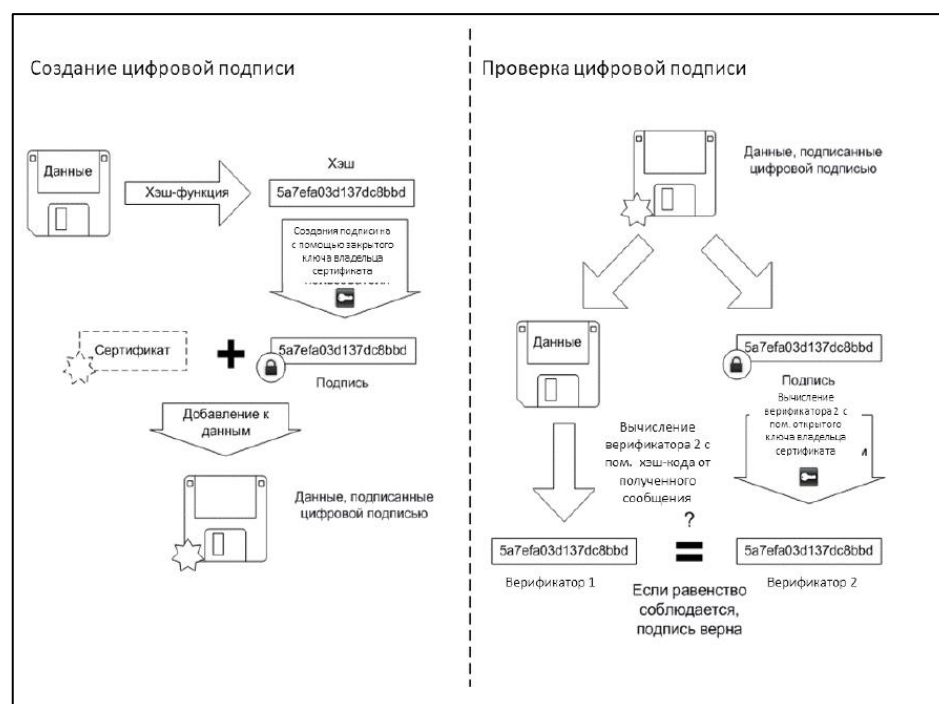 Создание цифровой подписи
Данные
Хэш-функция
Хэш
5a7efa03d137dc8bbd
Создания подписи на
с помощью закрытого
ключа владельца
сертификата
Сертификат
+
5a7efa03d137dc8bbd
Подпись
Добавление к
данным
Данные, подписанные
цифровой подписью
Проверка цифровой подписи
Данные, подписанные
цифровой подписью
Данные
5a7efa03d137dc8bbd
Подпись
Вычисление
верификатора 2 с
пом. открытого
ключа владельца
сертификата
Вычисление
верификатора 2 с
пом. хэш-кода от
полученного
сообщения
?
5a7efa03d137dc8bbd
=
5a7efa03d137dc8bbd
Верификатор 1
Верификатор 2
Если равенство
соблюдается,
подпись верна